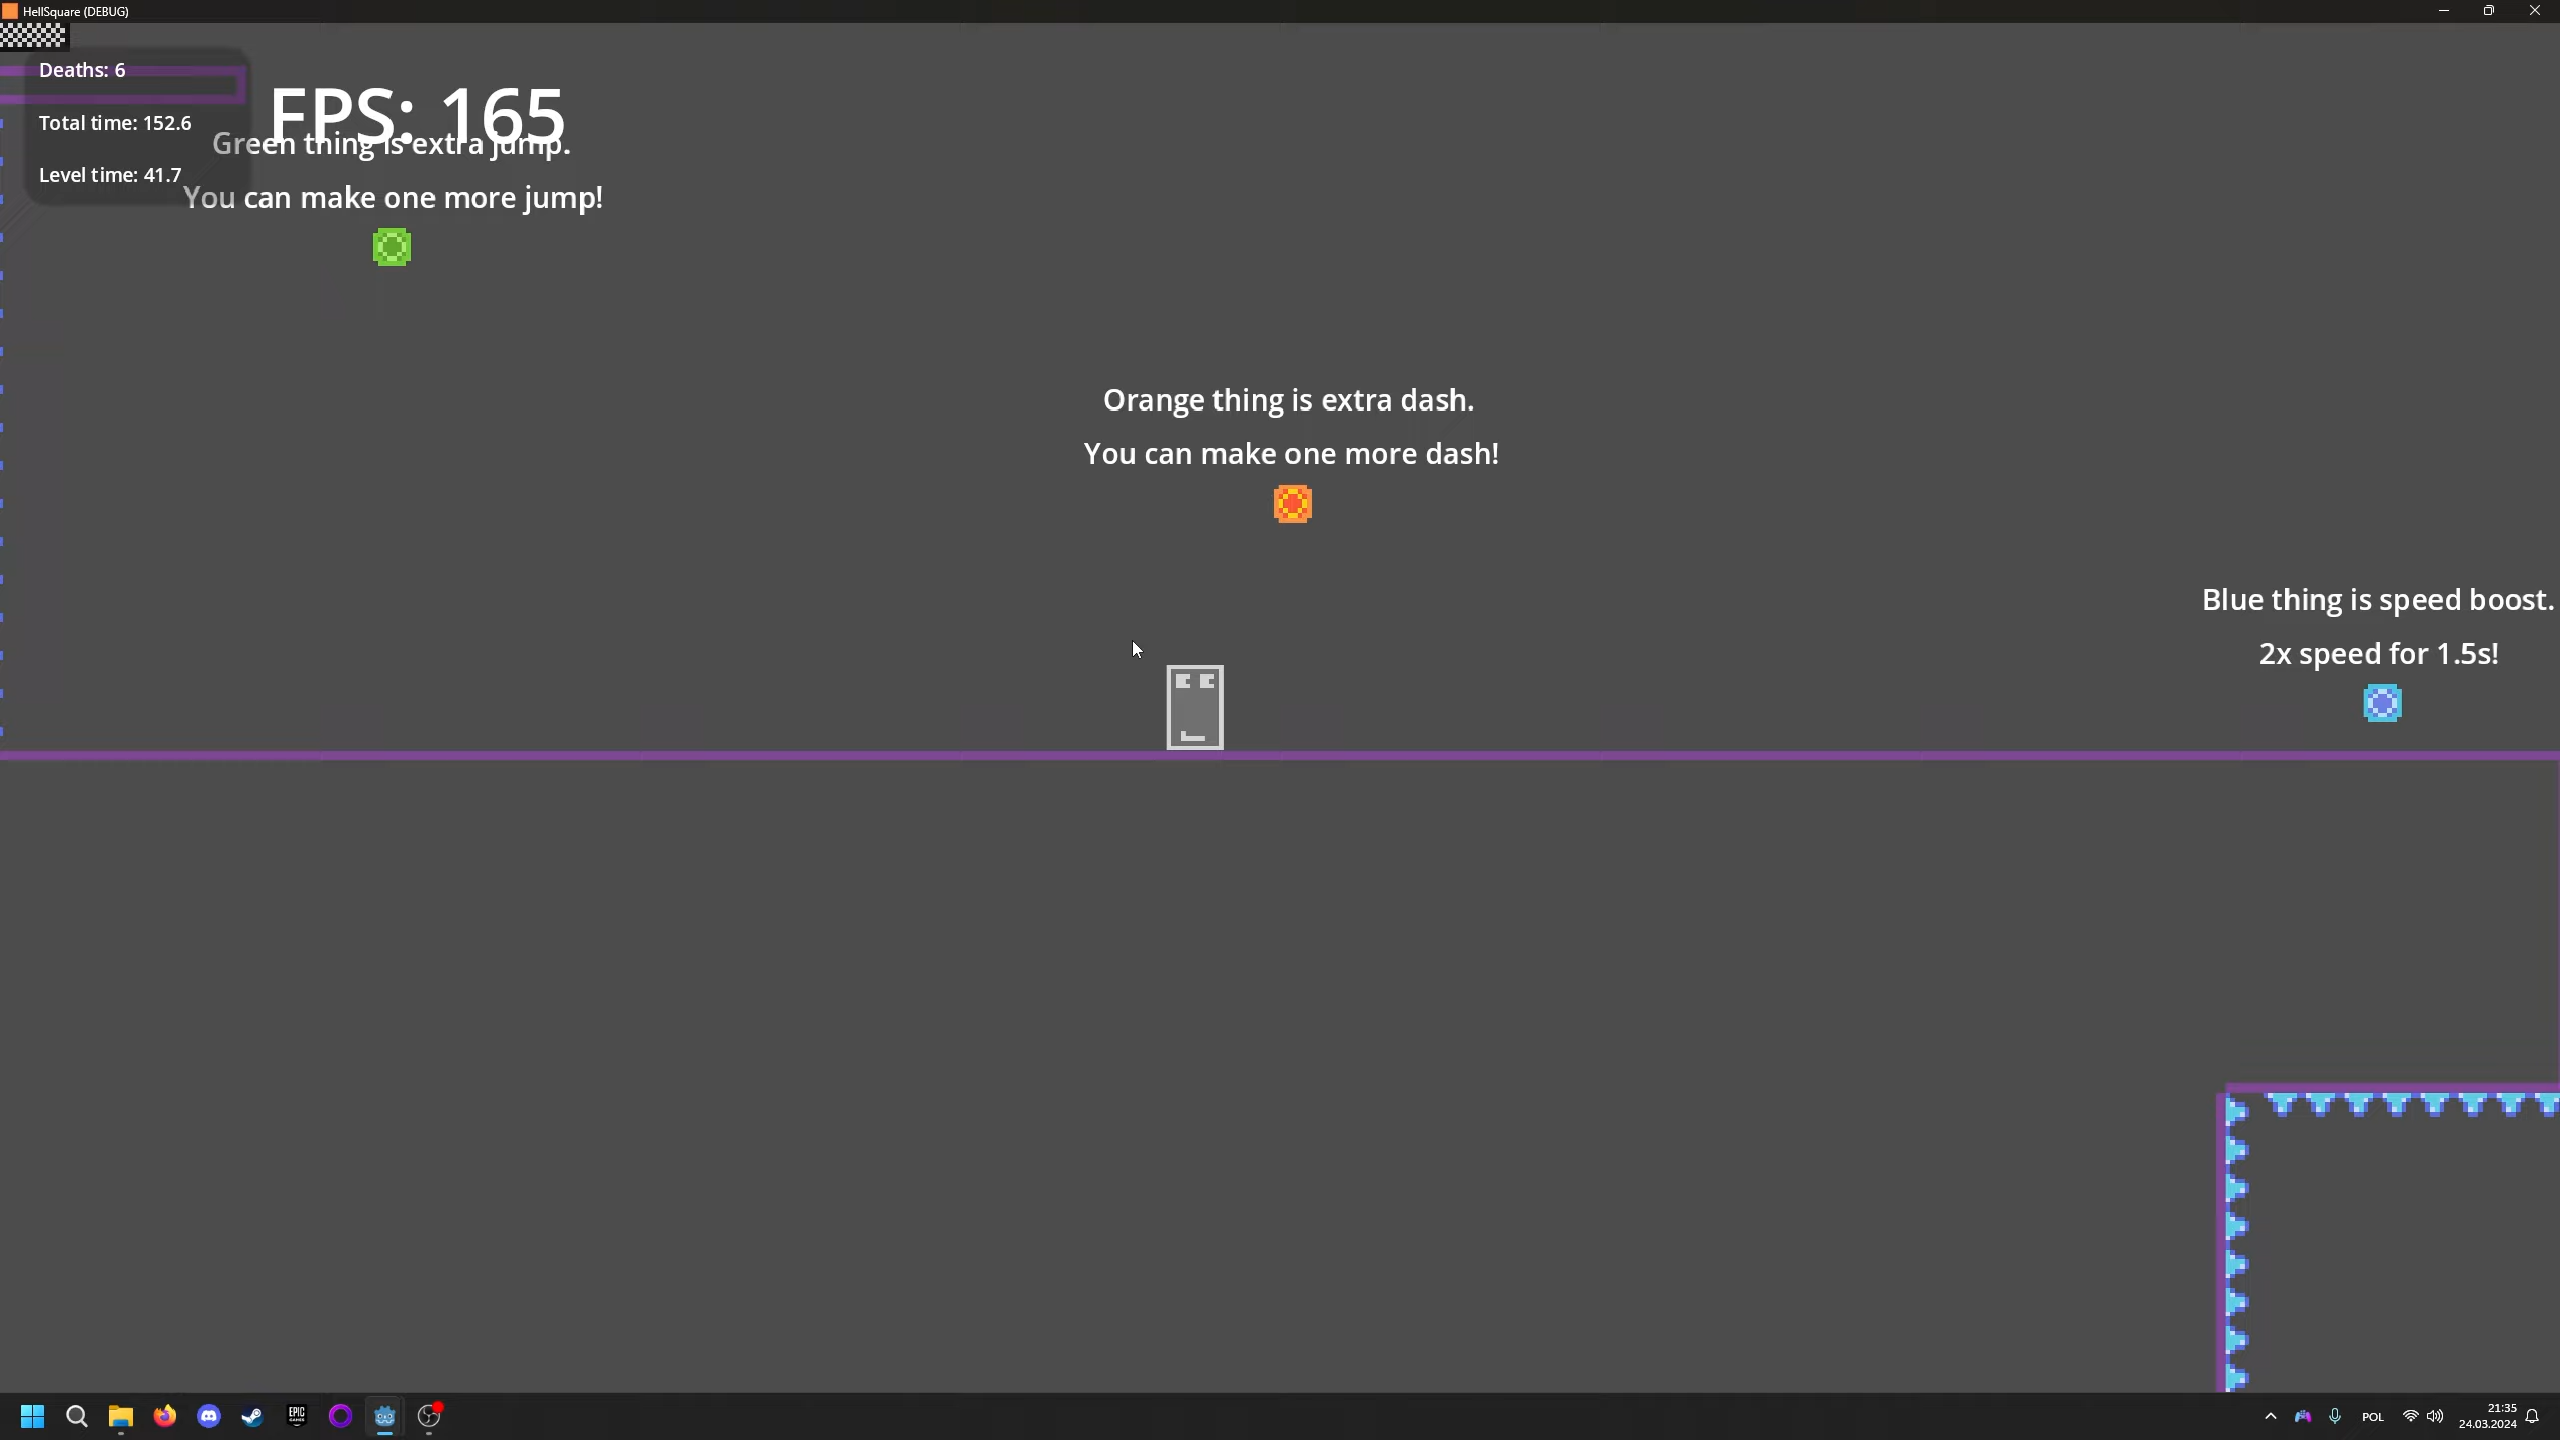 HellSquare (DEBUG)
Deaths: 6
FPS: 165
Total time: 152.6
Green thing is extra jump.
Level time: 41.7
You can make one more jump!
Orange thing is extra dash.
You can make one more dash!
Blue thing is speed boost.
2x speed for 1.5s!
EPIC
GAMES
POL
21:35
24.03.2024